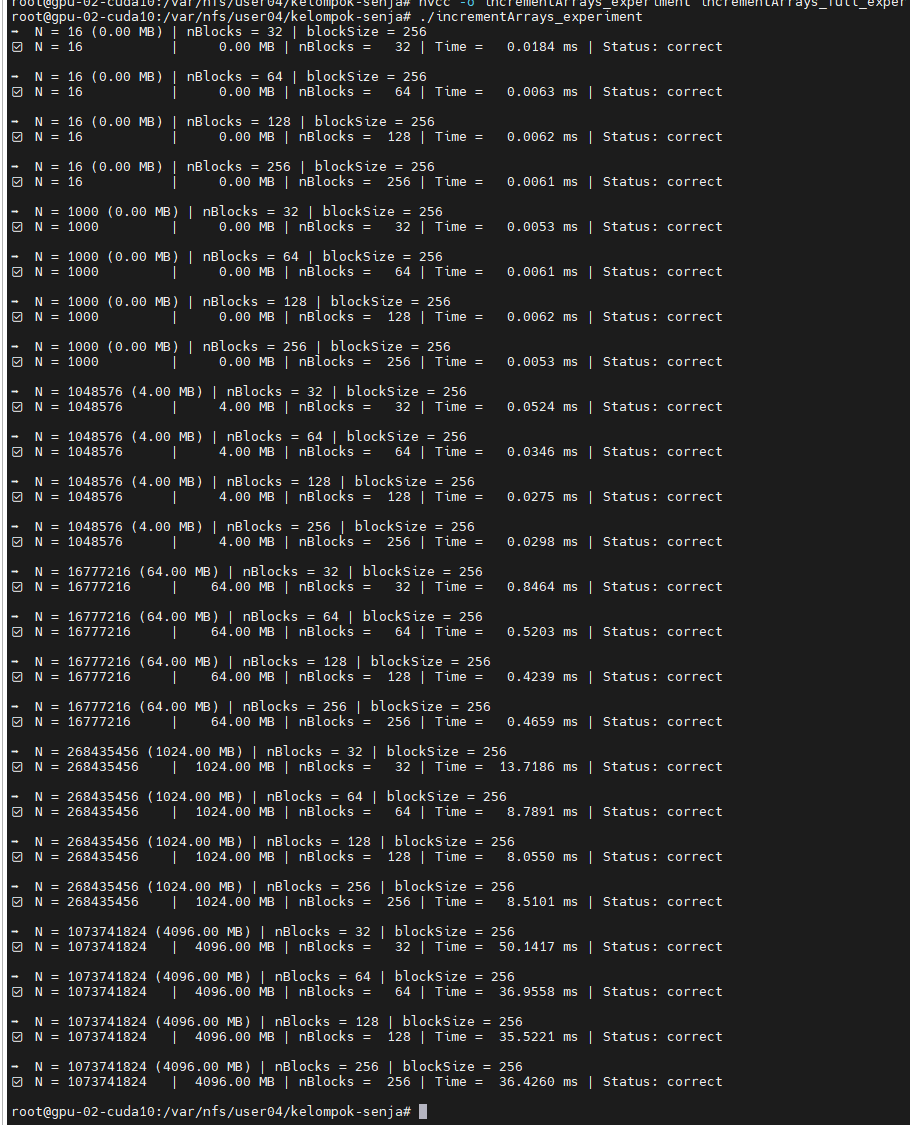 root@gpu-02-cuda10:/var/nfs/user04/kelompok-senja# nvcc -o incrementArrays_experiment incrementArrays_full_exper
root@gpu-02-cuda10:/var/nfs/user04/kelompok-senja# ./incrementArrays_experiment
➡ N = 16 (0.00 MB) | nBlocks = 32 | blockSize = 256
☑ N = 16 | 0.00 MB | nBlocks = 32 | Time = 0.0184 ms | Status: correct
➡ N = 16 (0.00 MB) | nBlocks = 64 | blockSize = 256
☑ N = 16 | 0.00 MB | nBlocks = 64 | Time = 0.0063 ms | Status: correct
➡ N = 16 (0.00 MB) | nBlocks = 128 | blockSize = 256
☑ N = 16 | 0.00 MB | nBlocks = 128 | Time = 0.0062 ms | Status: correct
➡ N = 16 (0.00 MB) | nBlocks = 256 | blockSize = 256
☑ N = 16 | 0.00 MB | nBlocks = 256 | Time = 0.0061 ms | Status: correct
➡ N = 1000 (0.00 MB) | nBlocks = 32 | blockSize = 256
☑ N = 1000 | 0.00 MB | nBlocks = 32 | Time = 0.0053 ms | Status: correct
➡ N = 1000 (0.00 MB) | nBlocks = 64 | blockSize = 256
☑ N = 1000 | 0.00 MB | nBlocks = 64 | Time = 0.0061 ms | Status: correct
➡ N = 1000 (0.00 MB) | nBlocks = 128 | blockSize = 256
☑ N = 1000 | 0.00 MB | nBlocks = 128 | Time = 0.0062 ms | Status: correct
➡ N = 1000 (0.00 MB) | nBlocks = 256 | blockSize = 256
☑ N = 1000 | 0.00 MB | nBlocks = 256 | Time = 0.0053 ms | Status: correct
➡ N = 1048576 (4.00 MB) | nBlocks = 32 | blockSize = 256
☑ N = 1048576 | 4.00 MB | nBlocks = 32 | Time = 0.0524 ms | Status: correct
➡ N = 1048576 (4.00 MB) | nBlocks = 64 | blockSize = 256
☑ N = 1048576 | 4.00 MB | nBlocks = 64 | Time = 0.0346 ms | Status: correct
➡ N = 1048576 (4.00 MB) | nBlocks = 128 | blockSize = 256
☑ N = 1048576 | 4.00 MB | nBlocks = 128 | Time = 0.0275 ms | Status: correct
➡ N = 1048576 (4.00 MB) | nBlocks = 256 | blockSize = 256
☑ N = 1048576 | 4.00 MB | nBlocks = 256 | Time = 0.0298 ms | Status: correct
➡ N = 16777216 (64.00 MB) | nBlocks = 32 | blockSize = 256
☑ N = 16777216 | 64.00 MB | nBlocks = 32 | Time = 0.8464 ms | Status: correct
➡ N = 16777216 (64.00 MB) | nBlocks = 64 | blockSize = 256
☑ N = 16777216 | 64.00 MB | nBlocks = 64 | Time = 0.5203 ms | Status: correct
➡ N = 16777216 (64.00 MB) | nBlocks = 128 | blockSize = 256
☑ N = 16777216 | 64.00 MB | nBlocks = 128 | Time = 0.4239 ms | Status: correct
➡ N = 16777216 (64.00 MB) | nBlocks = 256 | blockSize = 256
☑ N = 16777216 | 64.00 MB | nBlocks = 256 | Time = 0.4659 ms | Status: correct
➡ N = 268435456 (1024.00 MB) | nBlocks = 32 | blockSize = 256
☑ N = 268435456 | 1024.00 MB | nBlocks = 32 | Time = 13.7186 ms | Status: correct
➡ N = 268435456 (1024.00 MB) | nBlocks = 64 | blockSize = 256
☑ N = 268435456 | 1024.00 MB | nBlocks = 64 | Time = 8.7891 ms | Status: correct
➡ N = 268435456 (1024.00 MB) | nBlocks = 128 | blockSize = 256
☑ N = 268435456 | 1024.00 MB | nBlocks = 128 | Time = 8.0550 ms | Status: correct
➡ N = 268435456 (1024.00 MB) | nBlocks = 256 | blockSize = 256
☑ N = 268435456 | 1024.00 MB | nBlocks = 256 | Time = 8.5101 ms | Status: correct
➡ N = 1073741824 (4096.00 MB) | nBlocks = 32 | blockSize = 256
☑ N = 1073741824 | 4096.00 MB | nBlocks = 32 | Time = 50.1417 ms | Status: correct
➡ N = 1073741824 (4096.00 MB) | nBlocks = 64 | blockSize = 256
☑ N = 1073741824 | 4096.00 MB | nBlocks = 64 | Time = 36.9558 ms | Status: correct
➡ N = 1073741824 (4096.00 MB) | nBlocks = 128 | blockSize = 256
☑ N = 1073741824 | 4096.00 MB | nBlocks = 128 | Time = 35.5221 ms | Status: correct
➡ N = 1073741824 (4096.00 MB) | nBlocks = 256 | blockSize = 256
☑ N = 1073741824 | 4096.00 MB | nBlocks = 256 | Time = 36.4260 ms | Status: correct
root@gpu-02-cuda10:/var/nfs/user04/kelompok-senja#